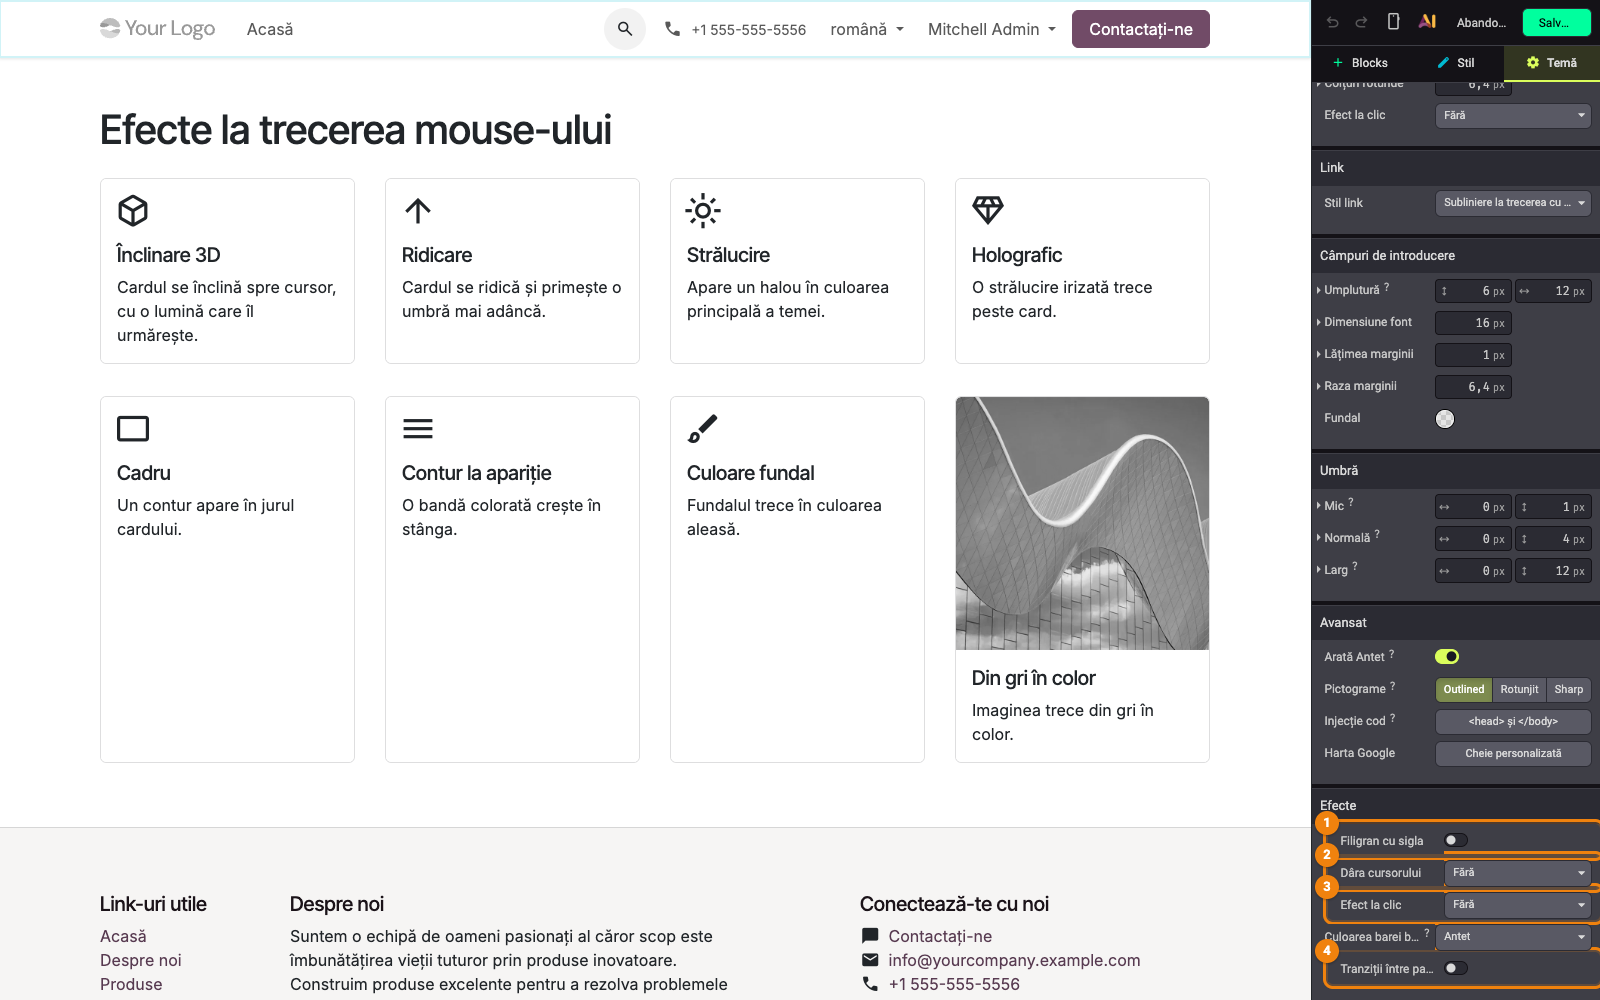 Your Logo
Acasă
+1 555-555-5556
română
Mitchell Admin
Contactați-ne
Abando...
Salv...
Blocks
Stil
Temă
Efecte la trecerea mouse-ului
Înclinare 3D
Cardul se înclină spre cursor,
cu o lumină care îl
urmărește.
Ridicare
Cardul se ridică și primește o
umbră mai adâncă.
Strălucire
Apare un halou în culoarea
principală a temei.
Holografic
O strălucire irizată trece
peste card.
Cadru
Un contur apare în jurul
cardului.
Contur la apariție
O bandă colorată crește în
stânga.
Culoare fundal
Fundalul trece în culoarea
aleasă.
Din gri în color
Imaginea trece din gri în
color.
Link-uri utile
Acasă
Despre noi
Produse
Despre noi
Suntem o echipă de oameni pasionați al căror scop este
îmbunătățirea vieții tuturor prin produse inovatoare.
Construim produse excelente pentru a rezolva problemele
Conectează-te cu noi
Contactați-ne
info@yourcompany.example.com
+1 555-555-5556
Colțuri rotunde 6,4 px
Efect la clic Fără
Link
Stil link Subliniere la trecerea cu ...
Câmpuri de introducere
Umplutură ? 6 px 12 px
Dimensiune font 16 px
Lățimea marginii 1 px
Raza marginii 6,4 px
Fundal
Umbră
Mic ? 0 px 1 px
Normală ? 0 px 4 px
Larg ? 0 px 12 px
Avansat
Arată Antet ?
Pictograme ? Outlined Rotunjit Sharp
Injecție cod ? <head> și </body>
Harta Google Cheie personalizată
Efecte
1
Filigran cu sigla
2
Dâra cursorului Fără
3
Efect la clic Fără
Culoarea barei b... ? Antet
4
Tranziții între pa...